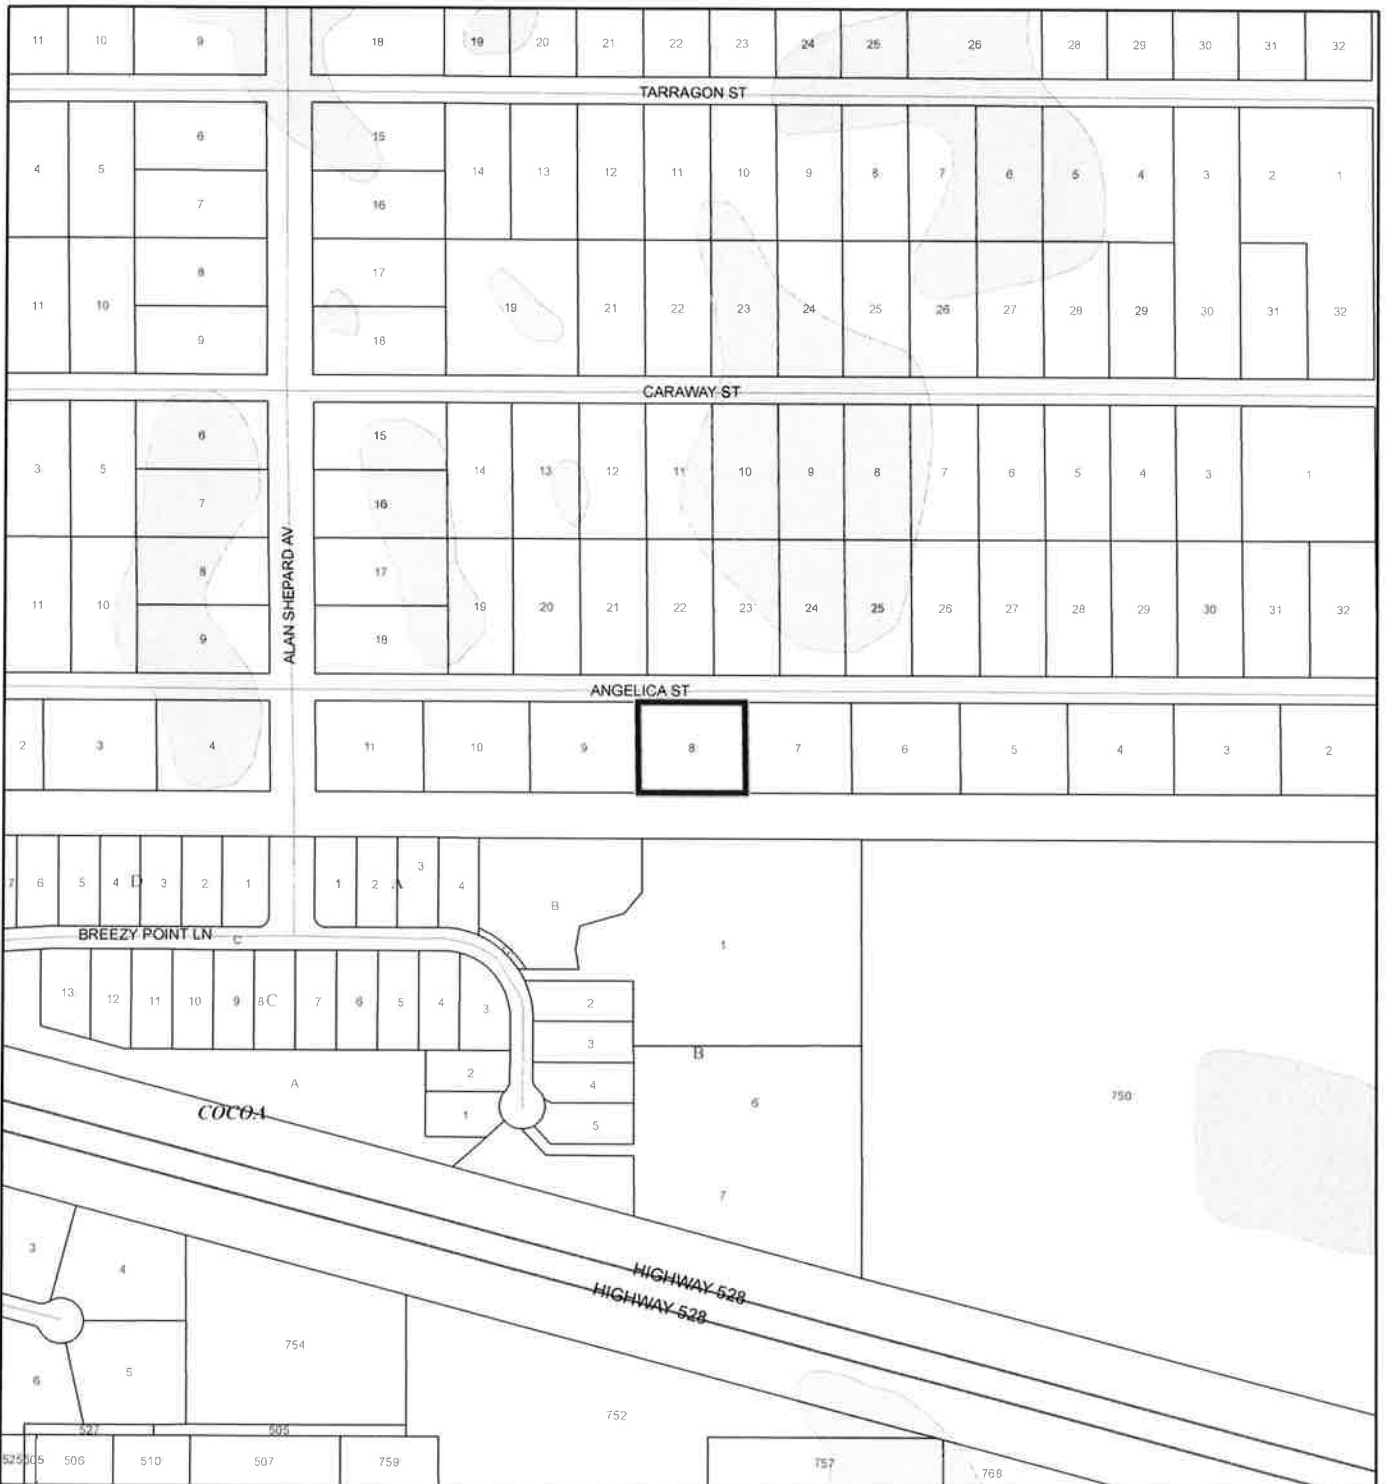 11 10 9 18 19 20 21 22 23 24 25 26 28 29 30 31 32
TARRAGON ST
6 15
4 5 14 13 12 11 10 9 8 7 6 5 4 3 2 1
7 16
8 17
11 10 19 21 22 23 24 25 26 27 28 29 30 31 32
9 18
CARAWAY ST
6 15
3 5 14 13 12 11 10 9 8 7 6 5 4 3 1
7 16
ALAN SHEPARD AV
8 17
11 10 19 20 21 22 23 24 25 26 27 28 29 30 31 32
9 18
ANGELICA ST
2 3 4 11 10 9 8 7 6 5 4 3 2
7 6 5 4 D 3 2 1 1 2 A 3 4
B
BREEZY POINT LN C
1
13 12 11 10 9 8 C 7 6 5 4 3 2
3
B
A 2 4
COCOA 1 5 6 750
7
HIGHWAY 528
HIGHWAY 528
3 4
754
6 5
752
527 505
525 505 506 510 507 759 757 768